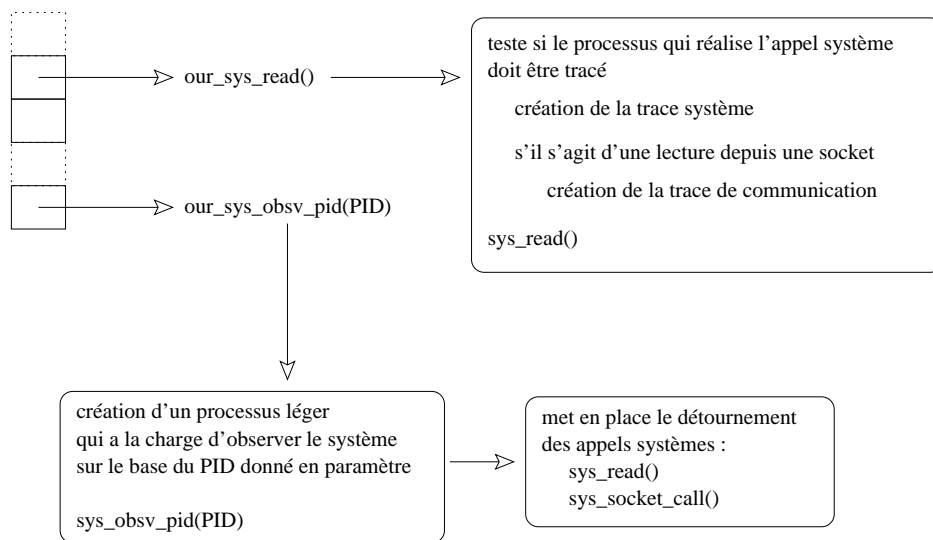 teste si le processus qui réalise l'appel système
doit être tracé
our_sys_read()
création de la trace système
s'il s'agit d'une lecture depuis une socket
création de la trace de communication
our_sys_obsv_pid(PID)
sys_read()
création d'un processus léger
qui a la charge d'observer le système
sur le base du PID donné en paramètre
sys_obsv_pid(PID)
met en place le détournement
des appels systèmes :
sys_read()
sys_socket_call()